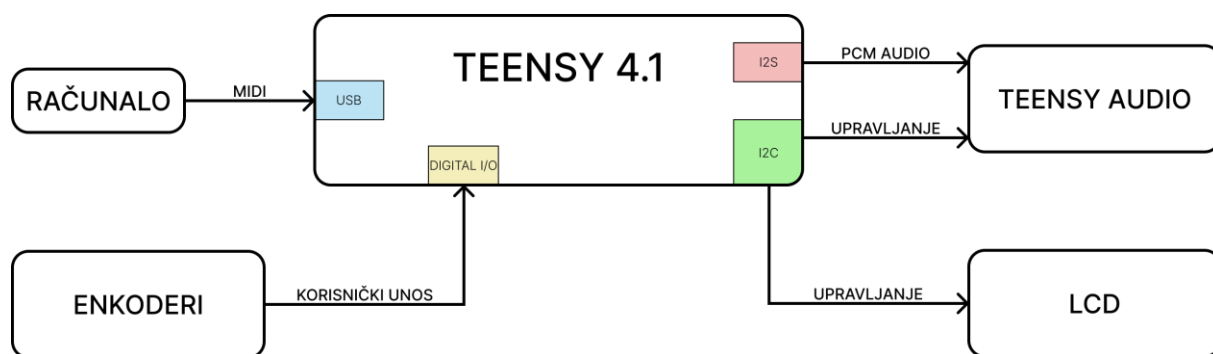 TEENSY 4.1
I2S
PCM AUDIO
RAČUNALO
MIDI
USB
TEENSY AUDIO
UPRAVLJANJE
I2C
DIGITAL I/O
ENKODERI
KORISNIČKI UNOS
UPRAVLJANJE
LCD